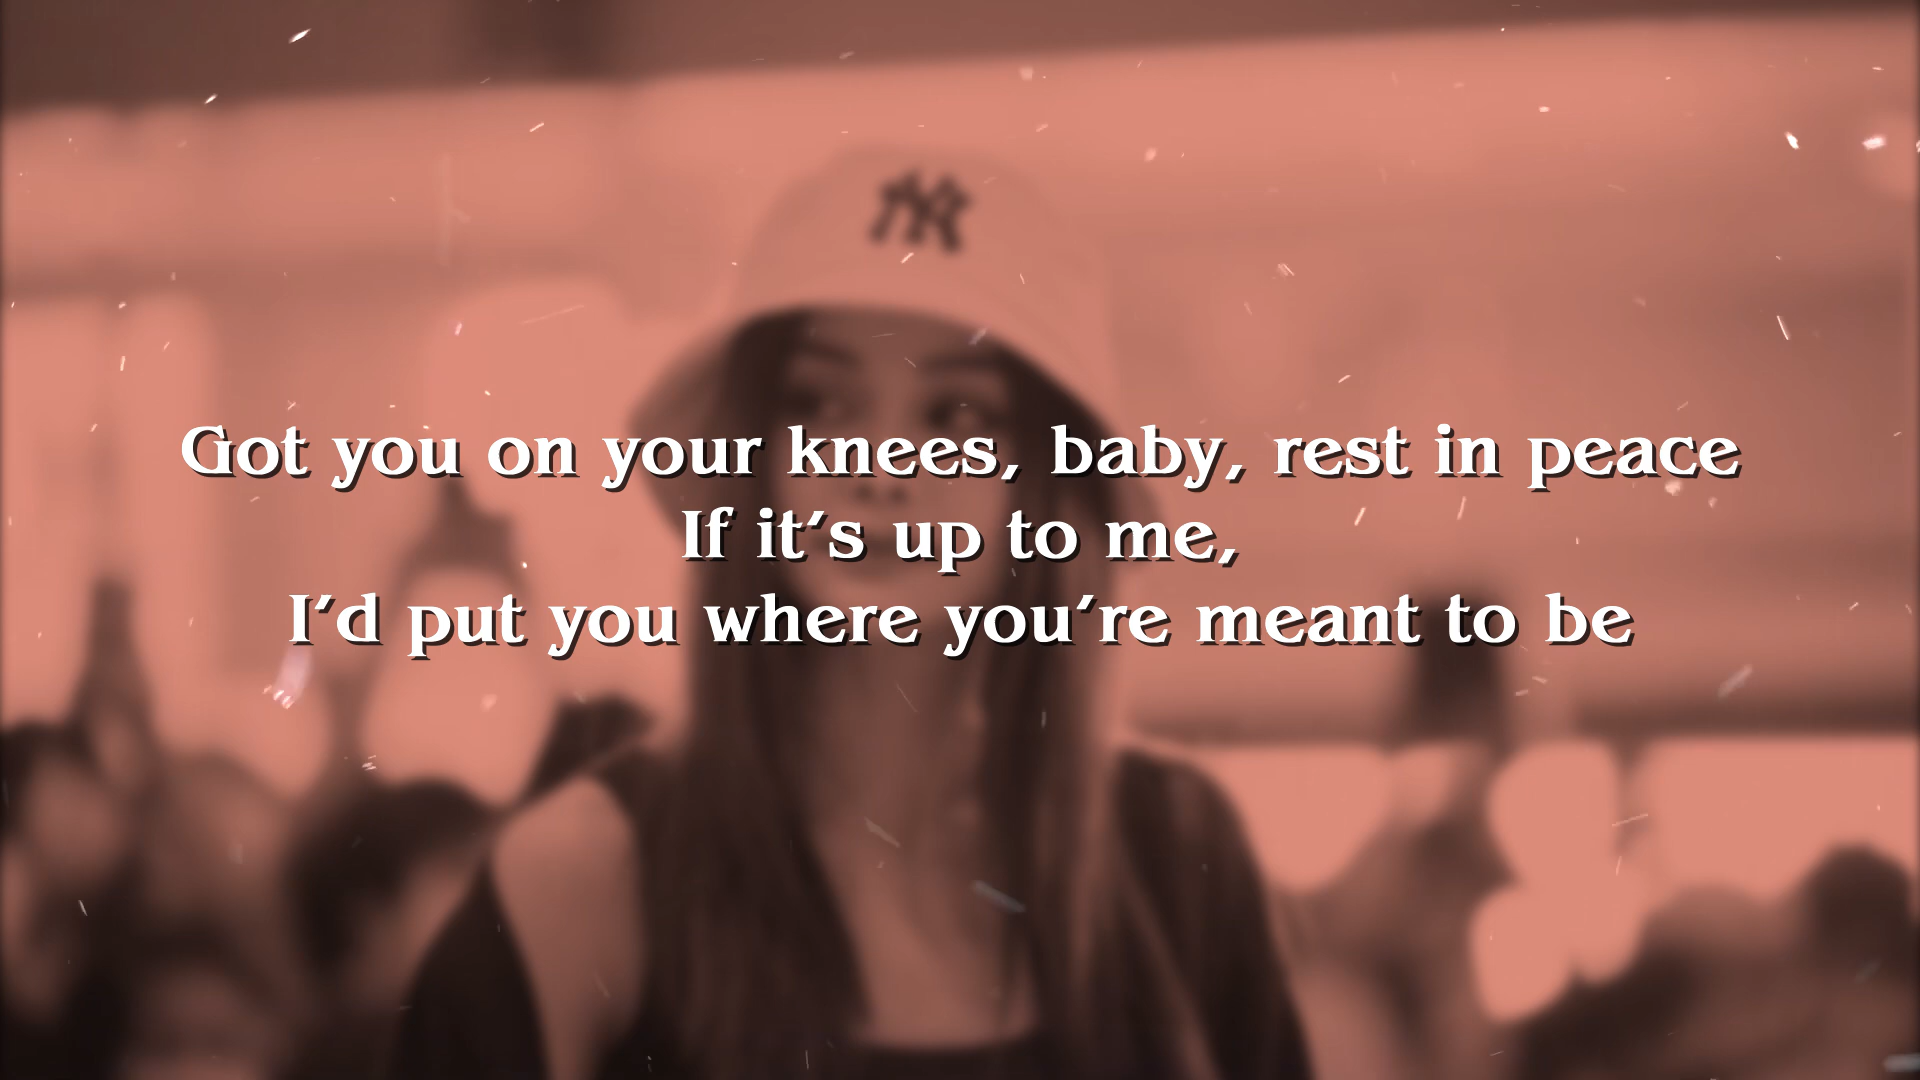 NY
Got you on your knees, baby, rest in peace
If it's up to me,
I'd put you where you're meant to be